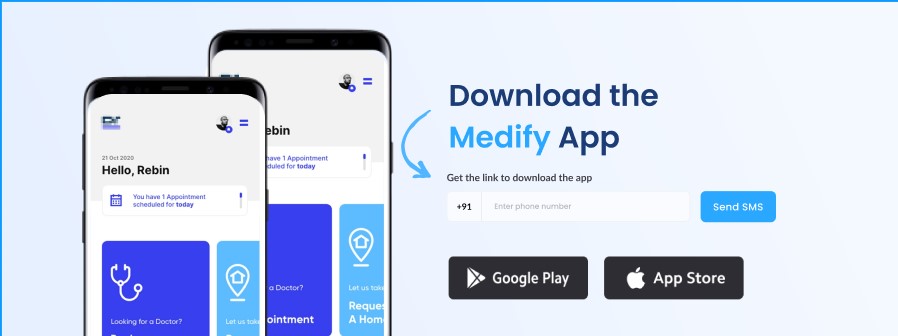 21 Oct 2020
Hello, Rebin
You have 1 Appointment
scheduled for today
Looking for a Doctor?
Let us take
ebin
have 1 Appointment
duled for today
a Doctor?
ointment
Let us take
Reques
A Home
Download the
Medify App
Get the link to download the app
+91
Enter phone number
Send SMS
Google Play
App Store